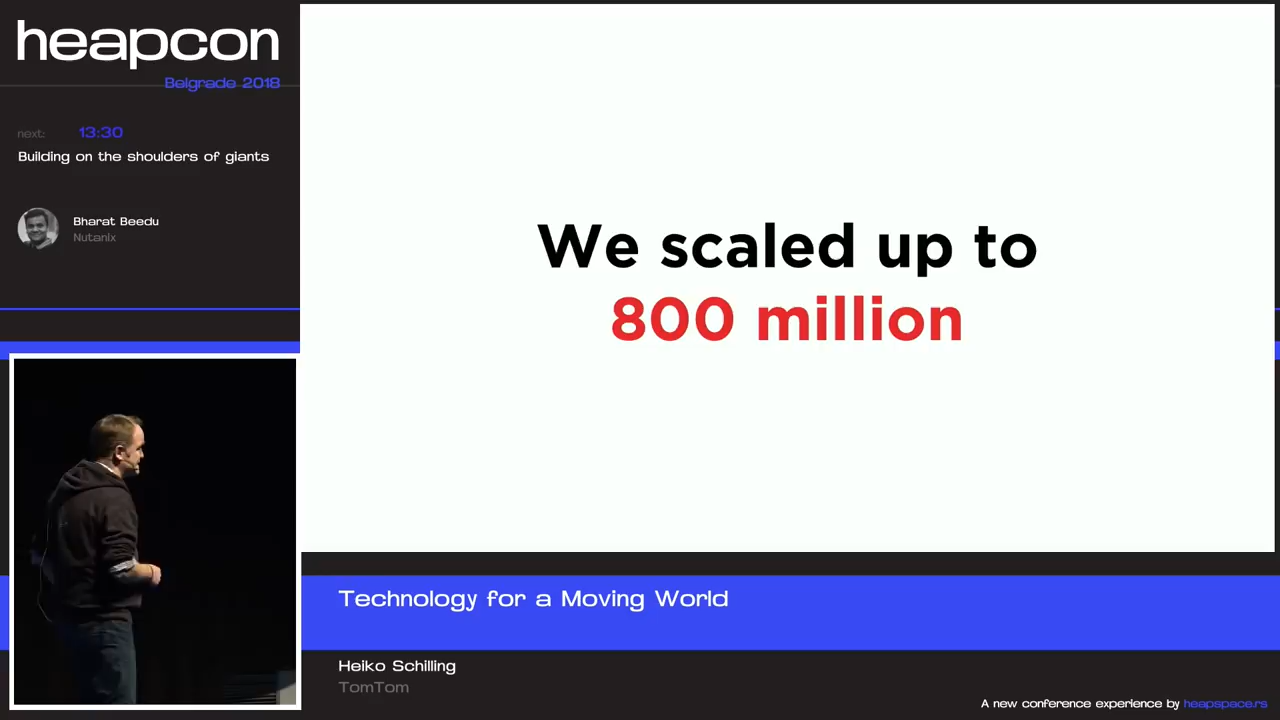 heapcon
Belgrade 2018
next: 13:30
Building on the shoulders of giants
Bharat Beedu
Nutanix
We scaled up to
800 million
Technology for a Moving World
Heiko Schilling
TomTom
A new conference experience by heapspace.rs